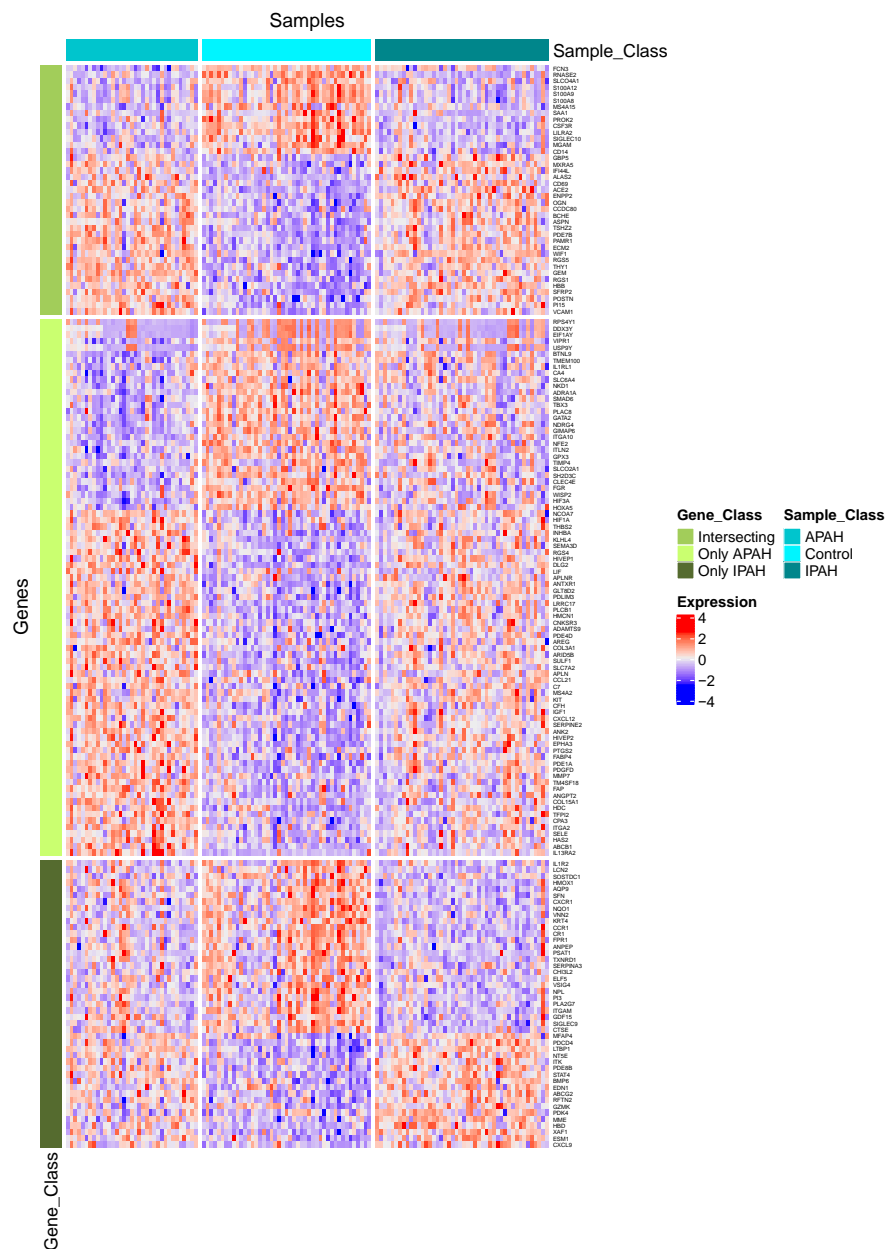 Samples
Sample_Class
FCN3
RNASE2
SLCO4A1
S100A12
S100A9
S100A8
MS4A15
SAA1
PROK2
CSF3R
LILRA2
SIGLEC10
MGAM
CD14
GBP5
MXRA5
IFI44L
ALAS2
CD69
ACE2
ENPP2
OGN
CCDC80
BCHE
ASPN
TSHZ2
PDE7B
PAMR1
ECM2
WIF1
RGS5
THY1
GEM
RGS1
HBB
SFRP2
POSTN
PI15
VCAM1
RPS4Y1
DDX3Y
EIF1AY
VIPR1
USP9Y
BTNL9
TMEM100
IL1RL1
CA4
SLC6A4
NKD1
ADRA1A
SMAD6
TBX3
PLAC8
GATA2
NDRG4
GIMAP6
ITGA10
NFE2
ITLN2
GPX3
TIMP4
SLCO2A1
SH2D3C
CLEC4E
FGR
WISP2
HIF3A
HOXA5
NCOA7
HIF1A
THBS2
INHBA
KLHL4
SEMA3D
RGS4
HIVEP1
DLG2
LIF
APLNR
ANTXR1
GLT8D2
PDLIM3
LRRC17
PLCB1
HMCN1
CNKSR3
ADAMTS9
PDE4D
AREG
COL3A1
ARID5B
SULF1
SLC7A2
APLN
CCL21
C7
MS4A2
KIT
CFH
IGF1
CXCL12
SERPINE2
ANK2
HIVEP2
EPHA3
PTGS2
FABP4
PDE1A
PDGFD
MMP7
TM4SF18
FAP
ANGPT2
COL15A1
HDC
TFPI2
CPA3
ITGA2
SELE
HAS2
ABCB1
IL13RA2
IL1R2
LCN2
SOSTDC1
HMOX1
AQP9
SFN
CXCR1
NQO1
VNN2
KRT4
CCR1
CR1
FPR1
ANPEP
PSAT1
TXNRD1
SERPINA3
CHI3L2
ELF5
VSIG4
NPL
PI3
PLA2G7
ITGAM
GDF15
SIGLEC9
CTSE
MFAP4
PDCD4
LTBP1
NT5E
ITK
PDE8B
STAT4
BMP6
EDN1
ABCG2
RFTN2
GZMK
PDK4
MME
HBD
XAF1
ESM1
CXCL9
Genes
Gene_Class
Gene_Class Sample_Class
Intersecting APAH
Only APAH Control
Only IPAH IPAH
Expression
4
2
0
−2
−4